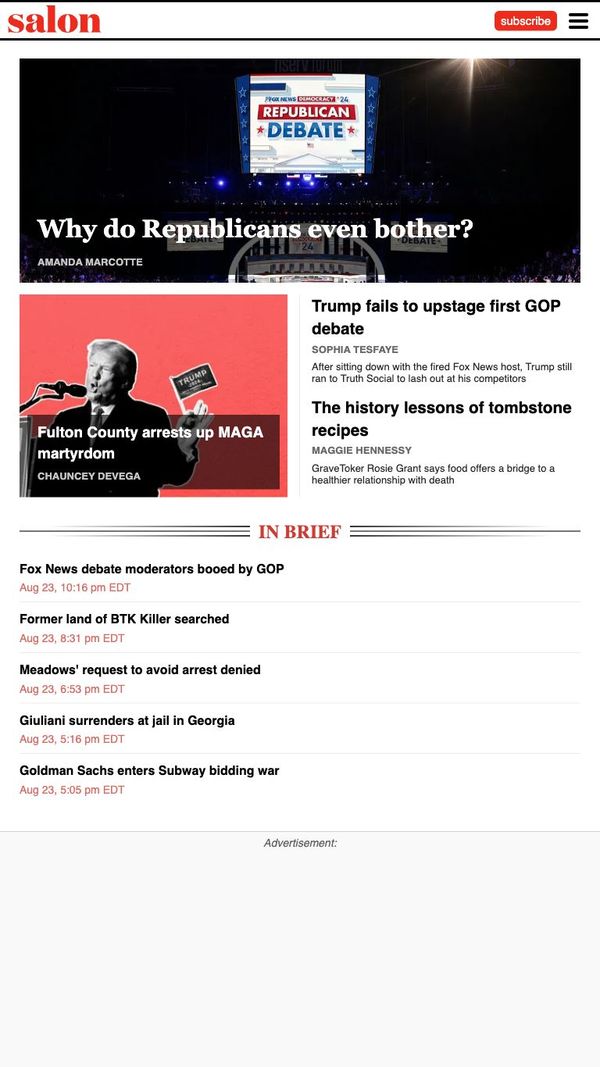 salon
subscribe
FOX NEWS DEMOCRACY '24
REPUBLICAN
DEBATE
DEBATE
DEBATE
24
Why do Republicans even bother?
AMANDA MARCOTTE
TRUMP
Fulton County arrests up MAGA
martyrdom
CHAUNCEY DEVEGA
Trump fails to upstage first GOP
debate
SOPHIA TESFAYE
After sitting down with the fired Fox News host, Trump still
ran to Truth Social to lash out at his competitors
The history lessons of tombstone
recipes
MAGGIE HENNESSY
GraveToker Rosie Grant says food offers a bridge to a
healthier relationship with death
IN BRIEF
Fox News debate moderators booed by GOP
Aug 23, 10:16 pm EDT
Former land of BTK Killer searched
Aug 23, 8:31 pm EDT
Meadows' request to avoid arrest denied
Aug 23, 6:53 pm EDT
Giuliani surrenders at jail in Georgia
Aug 23, 5:16 pm EDT
Goldman Sachs enters Subway bidding war
Aug 23, 5:05 pm EDT
Advertisement: